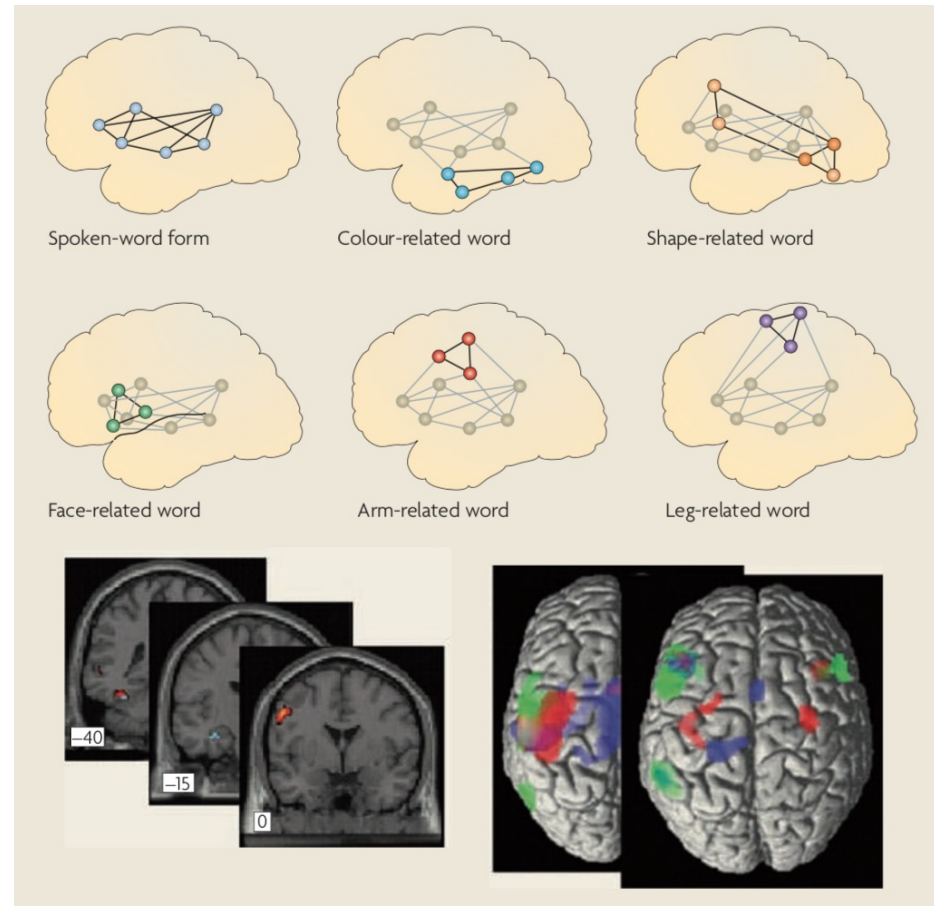 Spoken-word form
Colour-related word
Shape-related word
Face-related word
Arm-related word
Leg-related word
–40
–15
0